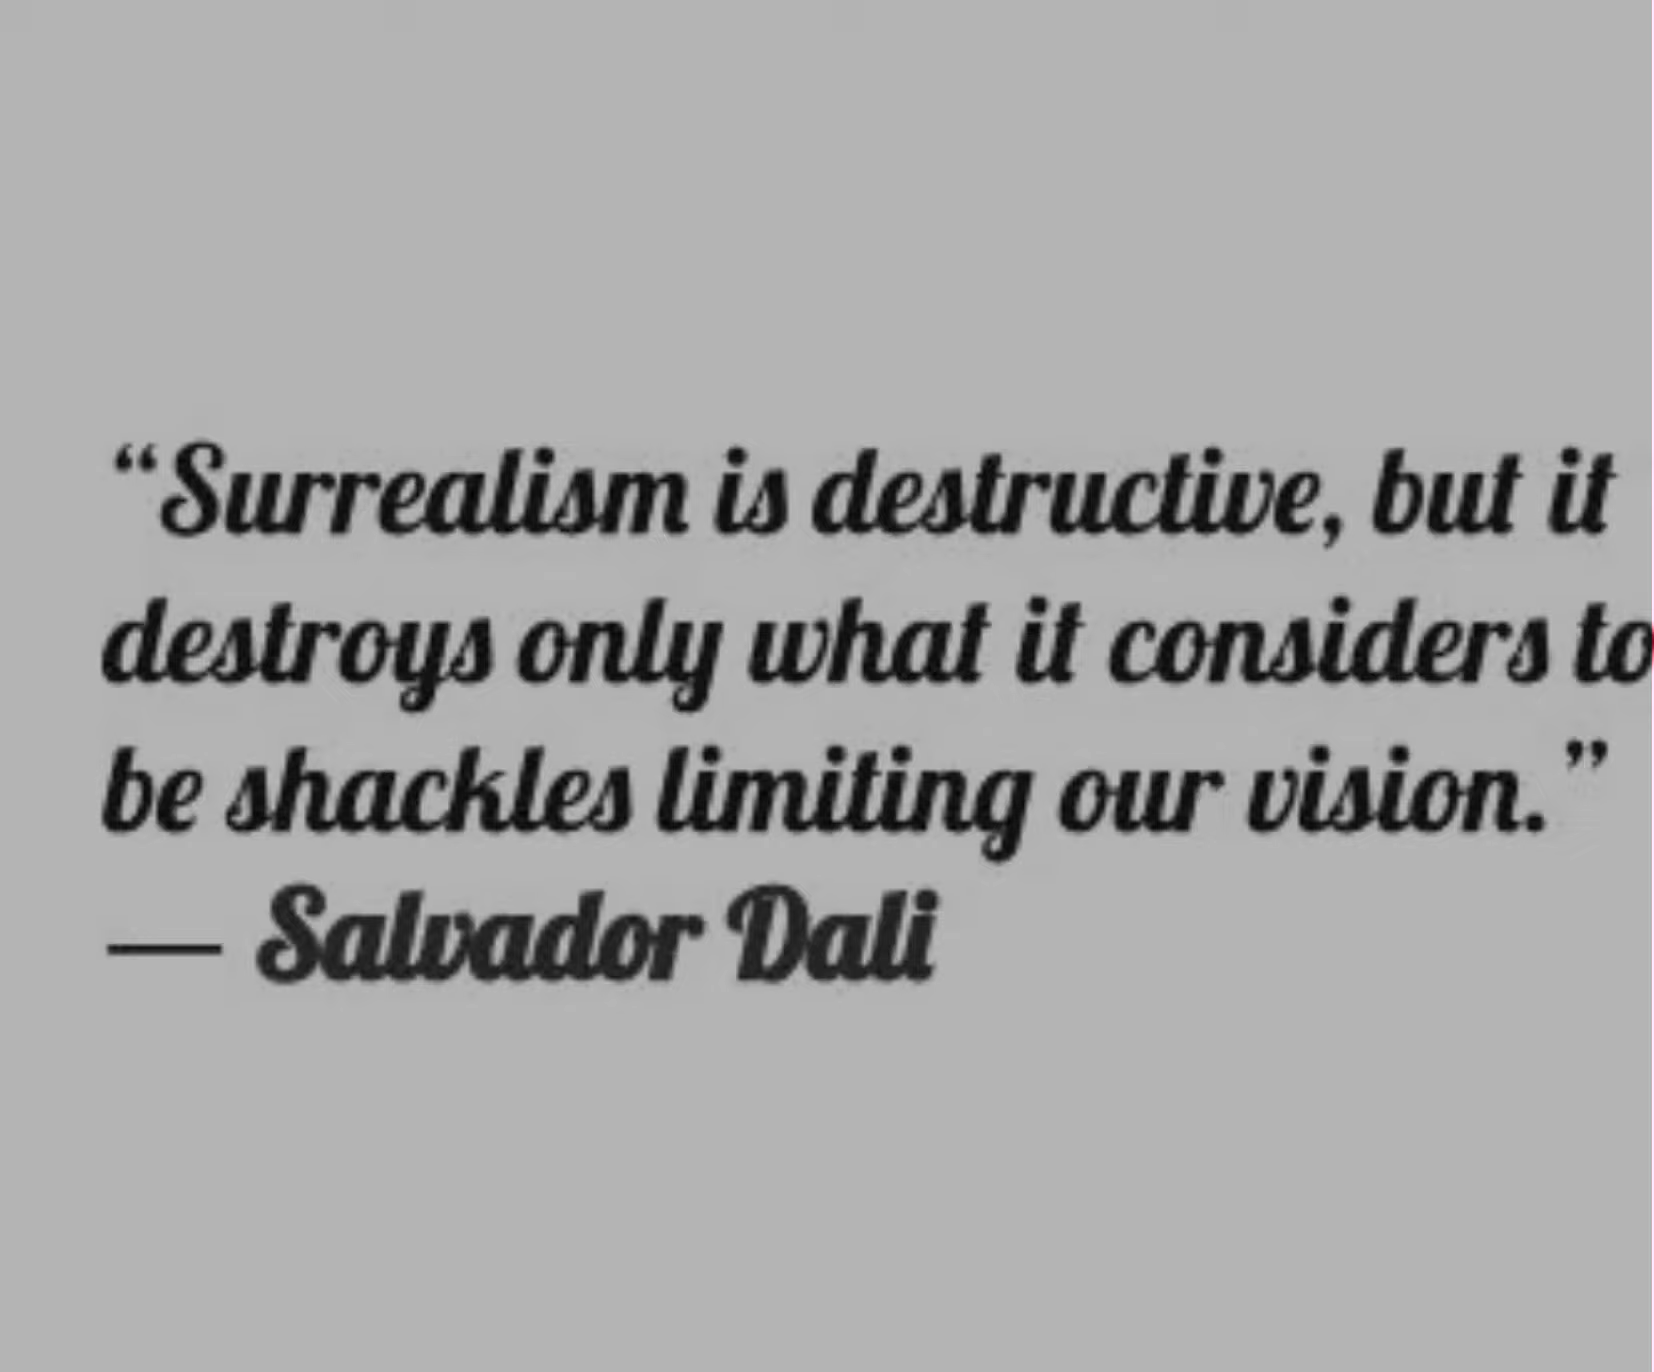 “Surrealism is destructive, but it
destroys only what it considers to
be shackles limiting our vision.”
— Salvador Dali